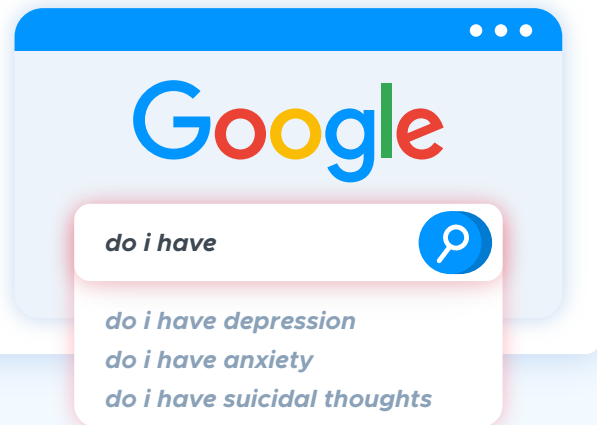 Google
do i have
do i have depression
do i have anxiety
do i have suicidal thoughts